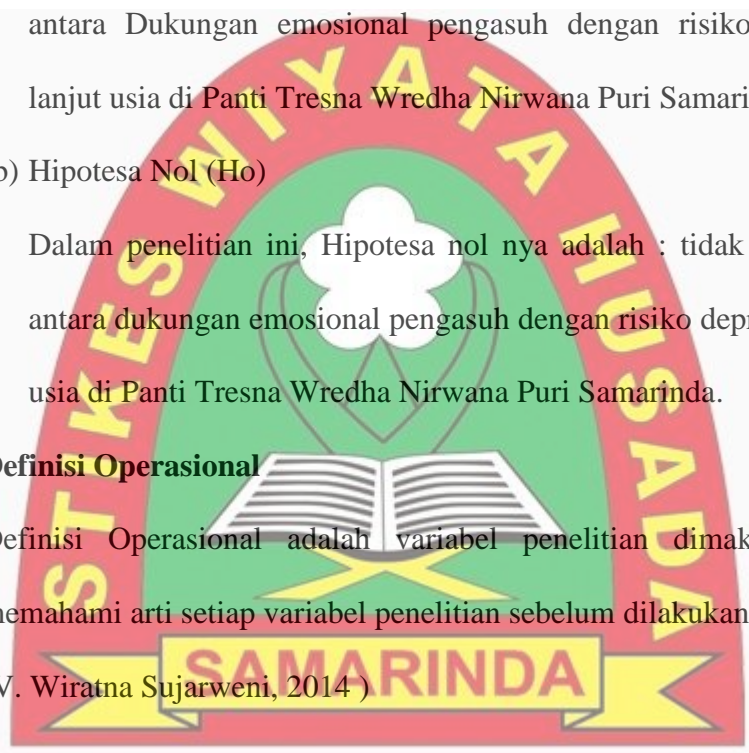 antara Dukungan emosional pengasuh dengan risiko
lanjut usia di Panti Tresna Wredha Nirwana Puri Samari
b) Hipotesa Nol (Ho)
Dalam penelitian ini, Hipotesa nol nya adalah : tidak
antara dukungan emosional pengasuh dengan risiko depr
usia di Panti Tresna Wredha Nirwana Puri Samarinda.
Definisi Operasional
Definisi Operasional adalah variabel penelitian dimak
memahami arti setiap variabel penelitian sebelum dilakukan
V. Wiratna Sujarweni, 2014 )
STIKES WIYATA HUSADA
SAMARINDA